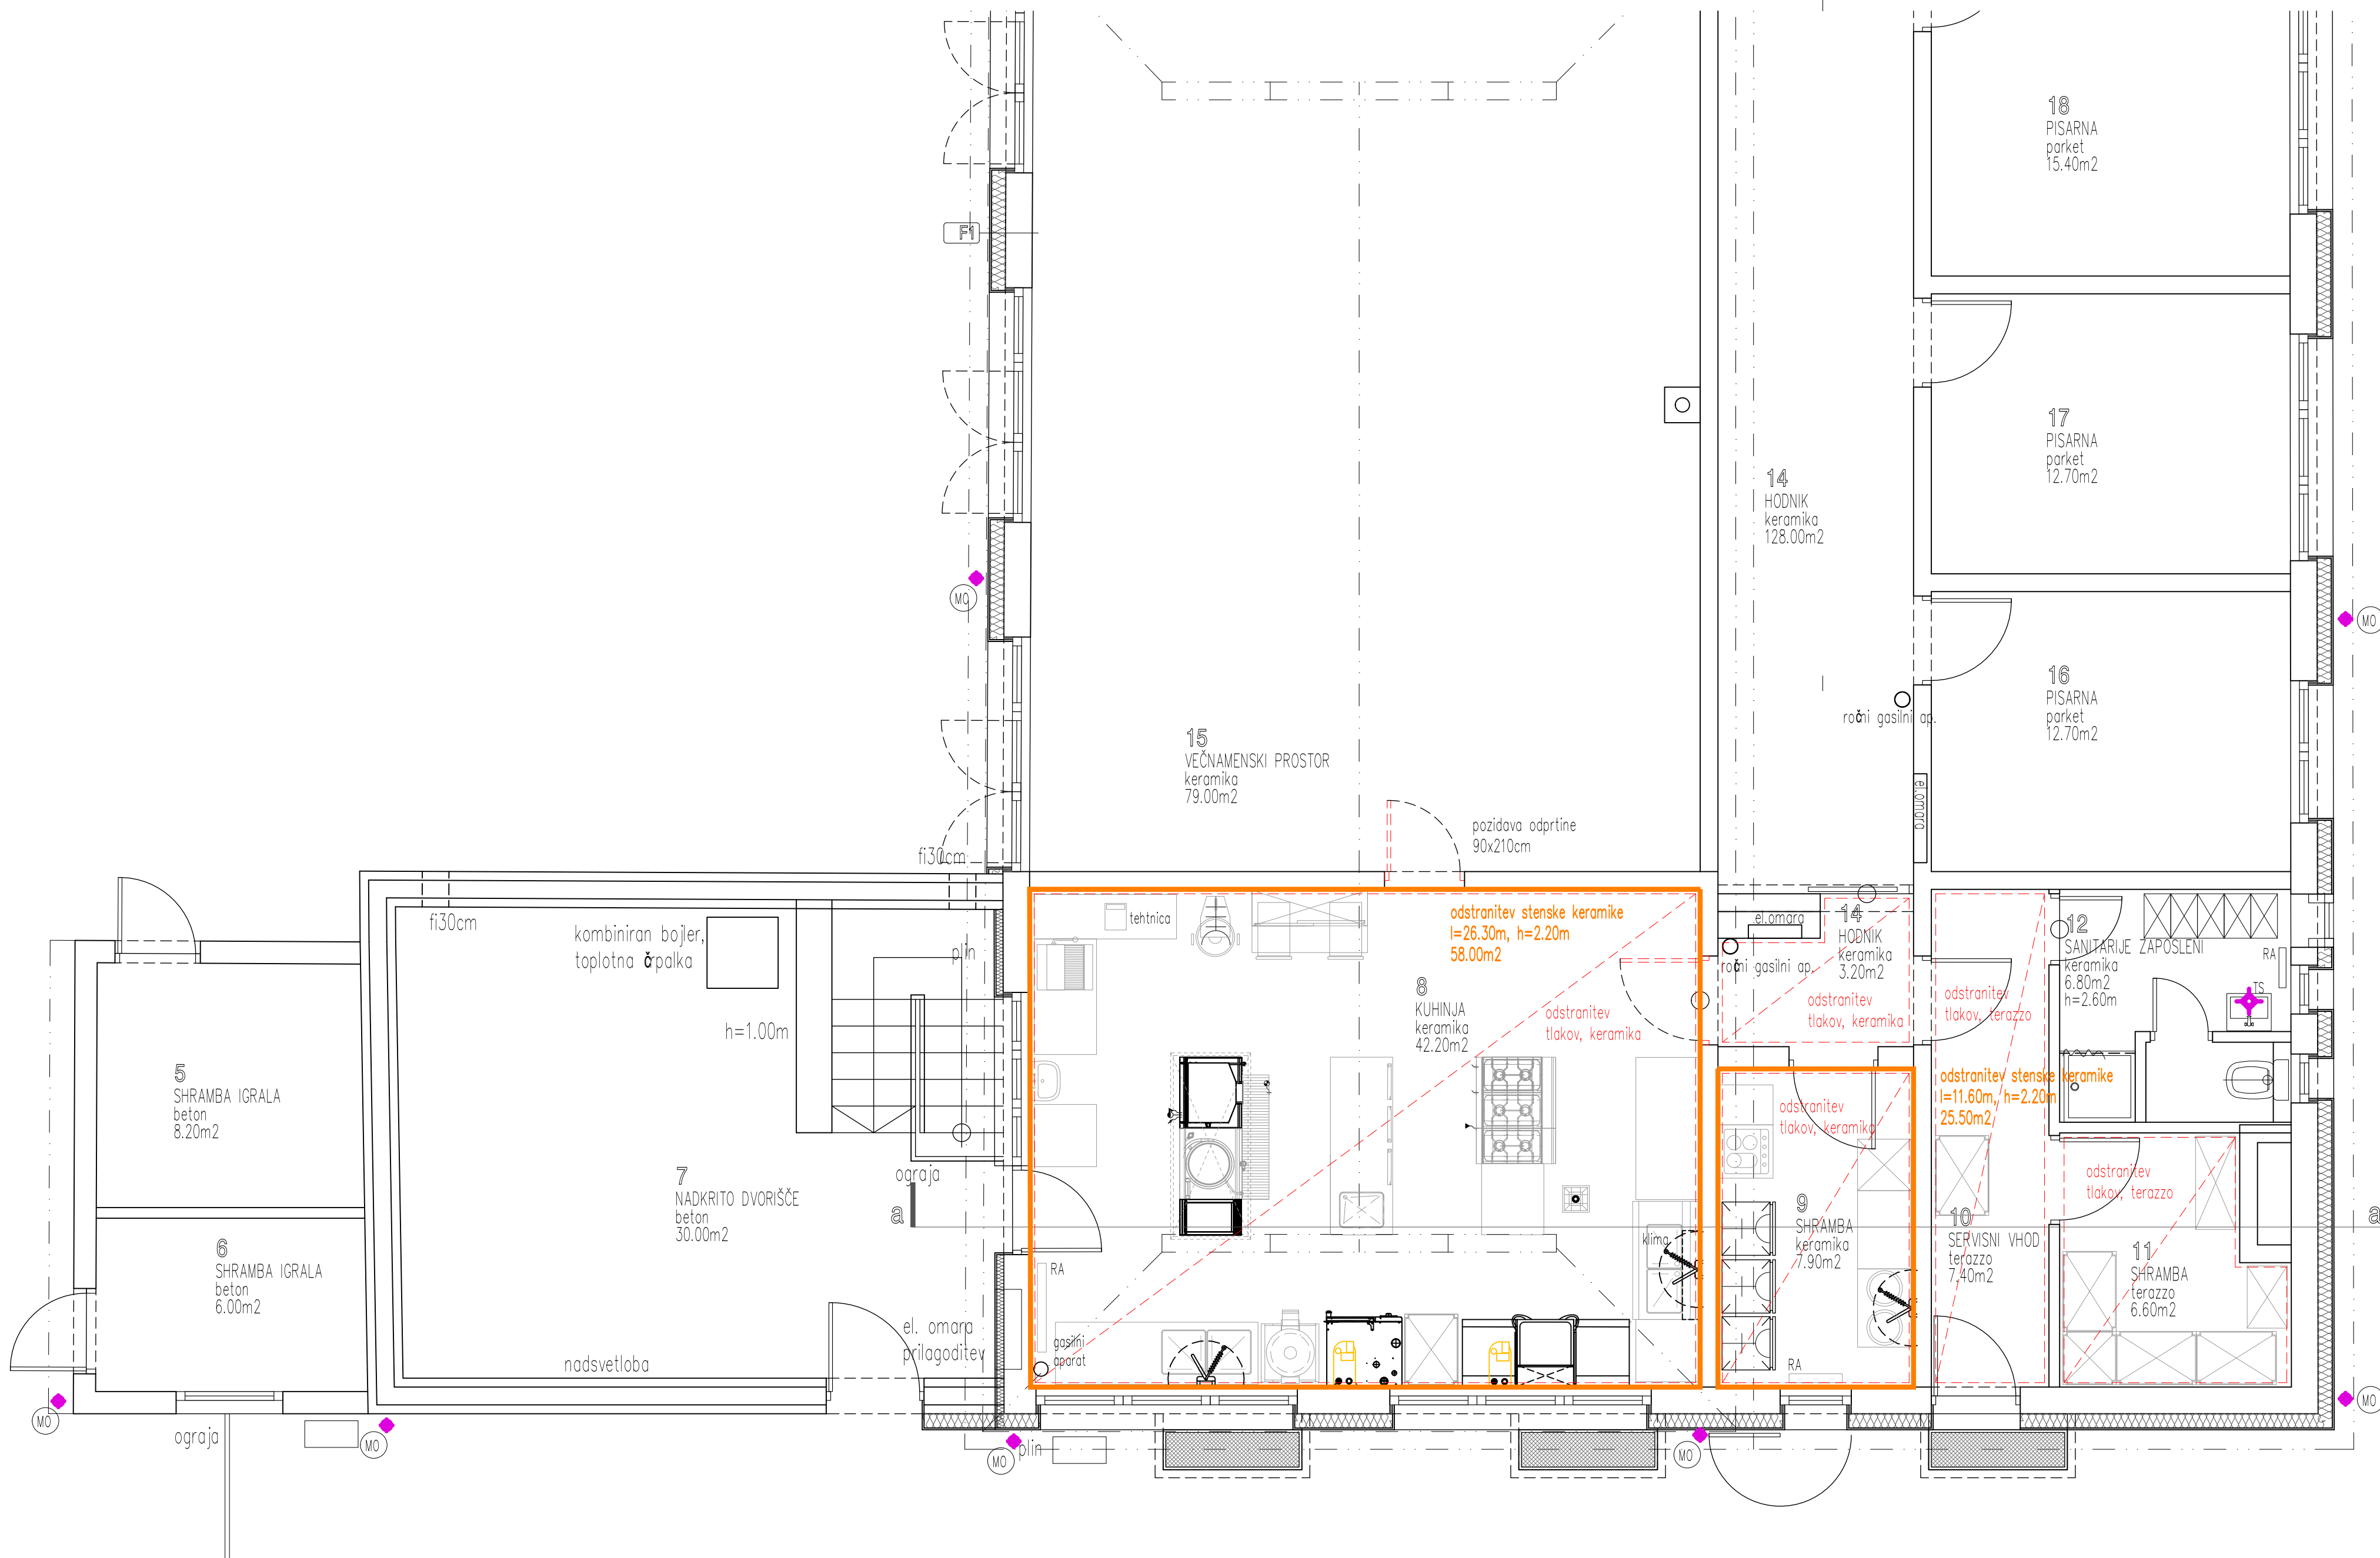 18
PISARNA
parket
15.40m2
F1
17
PISARNA
parket
12.70m2
14
HODNIK
keramika
128.00m2
MO
MO
16
PISARNA
parket
12.70m2
ročni gasilni ap.
15
VEČNAMENSKI PROSTOR
keramika
79.00m2
el.omara
pozidava odprtine
90x210cm
fi30cm
fi30cm
kombiniran bojler,
toplotna črpalka
plin
h=1.00m
tehtnica
odstranitev stenske keramike
l=26.30m, h=2.20m
58.00m2
el.omara
14
HODNIK
keramika
3.20m2
ročni gasilni ap.
odstranitev
tlakov, keramika
odstranitev
tlakov, terazzo
12
SANITARIJE ZAPOSLENI
keramika
6.80m2
h=2.60m
RA
TS
8
KUHINJA
keramika
42.20m2
odstranitev
tlakov, keramika
5
SHRAMBA IGRALA
beton
8.20m2
odstranitev stenske keramike
l=11.60m, h=2.20m
25.50m2
odstranitev
tlakov, keramika
odstranitev
tlakov, terazzo
7
NADKRITO DVORIŠČE
beton
30.00m2
ograja
a
a
6
SHRAMBA IGRALA
beton
6.00m2
9
SHRAMBA
keramika
7.90m2
10
SERVISNI VHOD
terazzo
7.40m2
11
SHRAMBA
terazzo
6.60m2
klima
RA
el. omara
prilagoditev
gasilni
aparat
nadsvetloba
RA
MO
ograja
MO
MO
plin
MO
MO